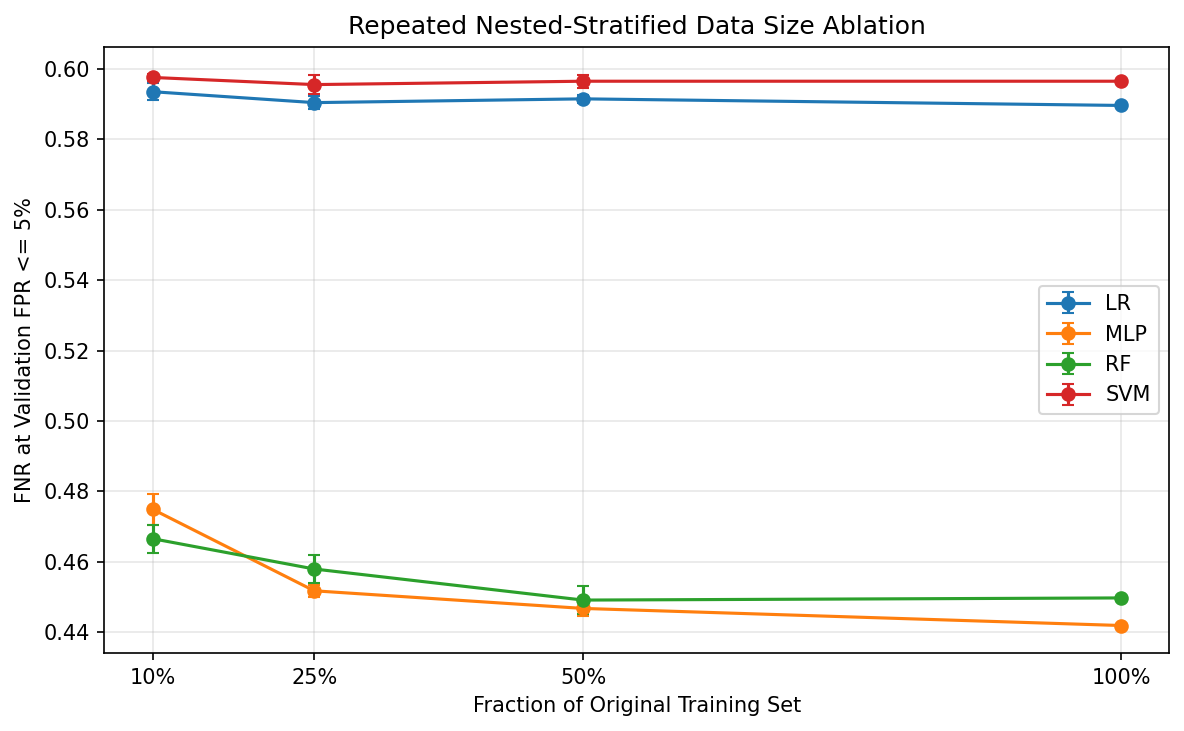 Repeated Nested-Stratified Data Size Ablation
FNR at Validation FPR <= 5%
0.60
0.58
0.56
0.54
0.52
0.50
0.48
0.46
0.44
LR
MLP
RF
SVM
10%
25%
50%
100%
Fraction of Original Training Set